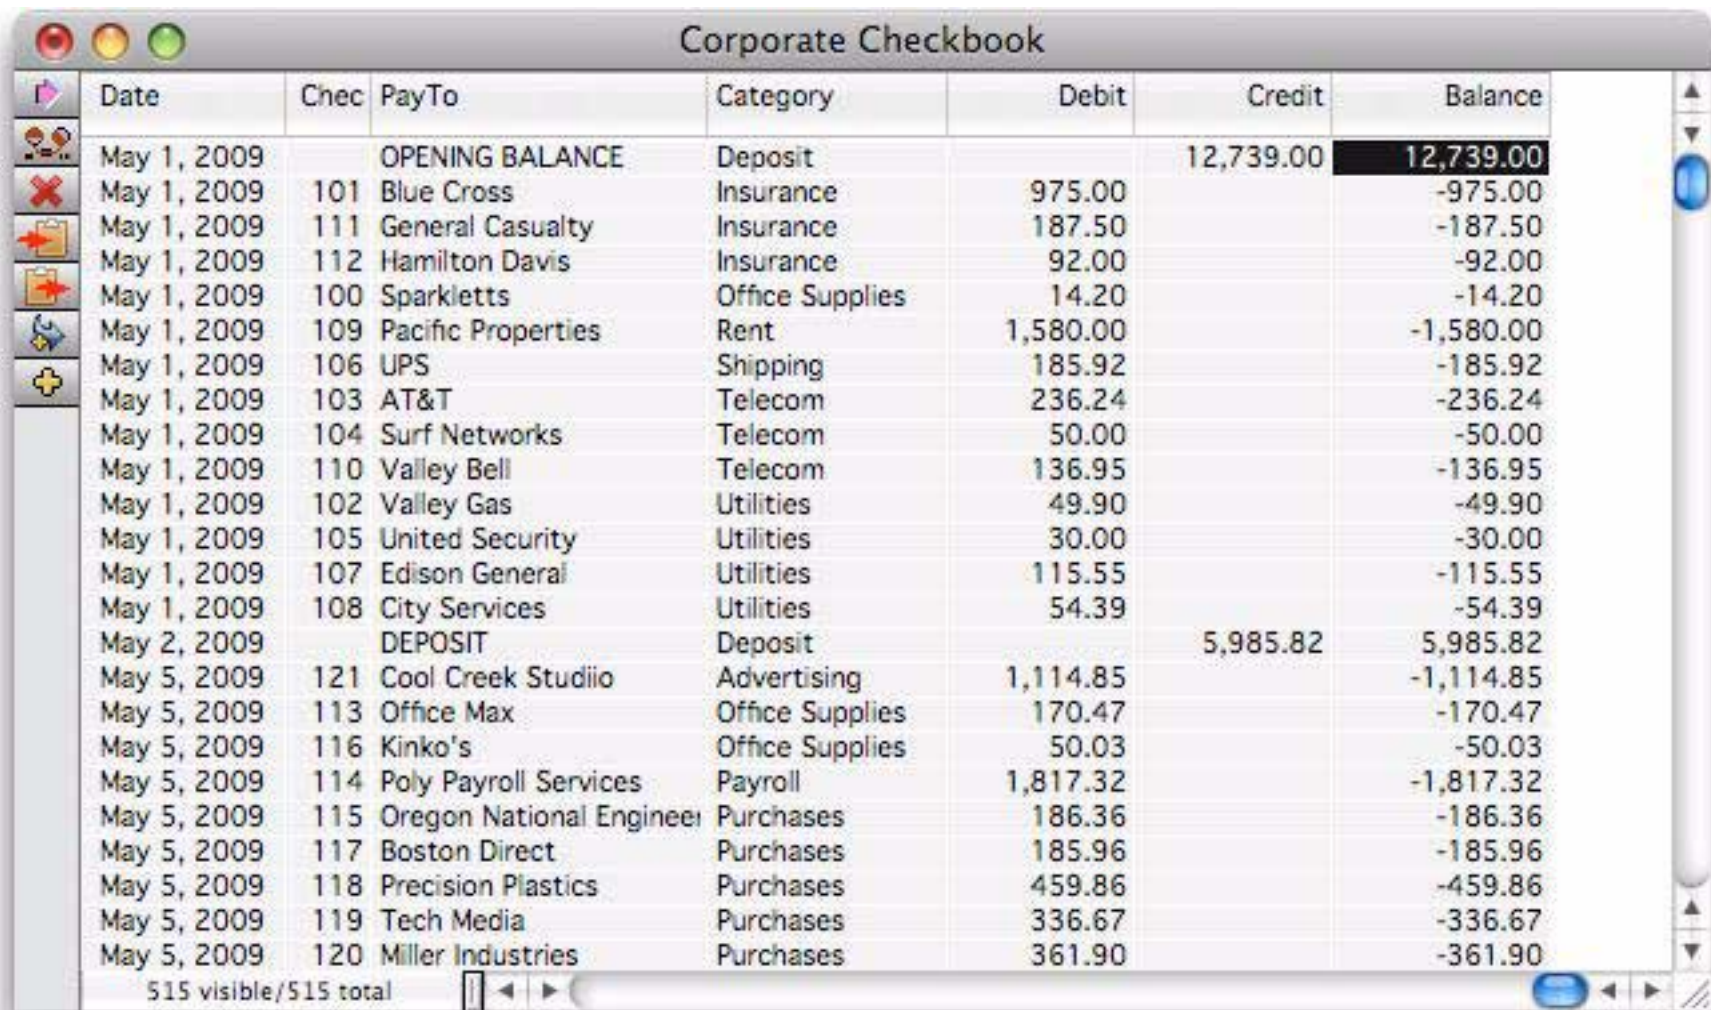 Corporate Checkbook
Date Chec PayTo Category Debit Credit Balance
May 1, 2009 OPENING BALANCE Deposit 12,739.00 12,739.00
May 1, 2009 101 Blue Cross Insurance 975.00 -975.00
May 1, 2009 111 General Casualty Insurance 187.50 -187.50
May 1, 2009 112 Hamilton Davis Insurance 92.00 -92.00
May 1, 2009 100 Sparkletts Office Supplies 14.20 -14.20
May 1, 2009 109 Pacific Properties Rent 1,580.00 -1,580.00
May 1, 2009 106 UPS Shipping 185.92 -185.92
May 1, 2009 103 AT&T Telecom 236.24 -236.24
May 1, 2009 104 Surf Networks Telecom 50.00 -50.00
May 1, 2009 110 Valley Bell Telecom 136.95 -136.95
May 1, 2009 102 Valley Gas Utilities 49.90 -49.90
May 1, 2009 105 United Security Utilities 30.00 -30.00
May 1, 2009 107 Edison General Utilities 115.55 -115.55
May 1, 2009 108 City Services Utilities 54.39 -54.39
May 2, 2009 DEPOSIT Deposit 5,985.82 5,985.82
May 5, 2009 121 Cool Creek Studiio Advertising 1,114.85 -1,114.85
May 5, 2009 113 Office Max Office Supplies 170.47 -170.47
May 5, 2009 116 Kinko's Office Supplies 50.03 -50.03
May 5, 2009 114 Poly Payroll Services Payroll 1,817.32 -1,817.32
May 5, 2009 115 Oregon National Engineer Purchases 186.36 -186.36
May 5, 2009 117 Boston Direct Purchases 185.96 -185.96
May 5, 2009 118 Precision Plastics Purchases 459.86 -459.86
May 5, 2009 119 Tech Media Purchases 336.67 -336.67
May 5, 2009 120 Miller Industries Purchases 361.90 -361.90
515 visible/515 total